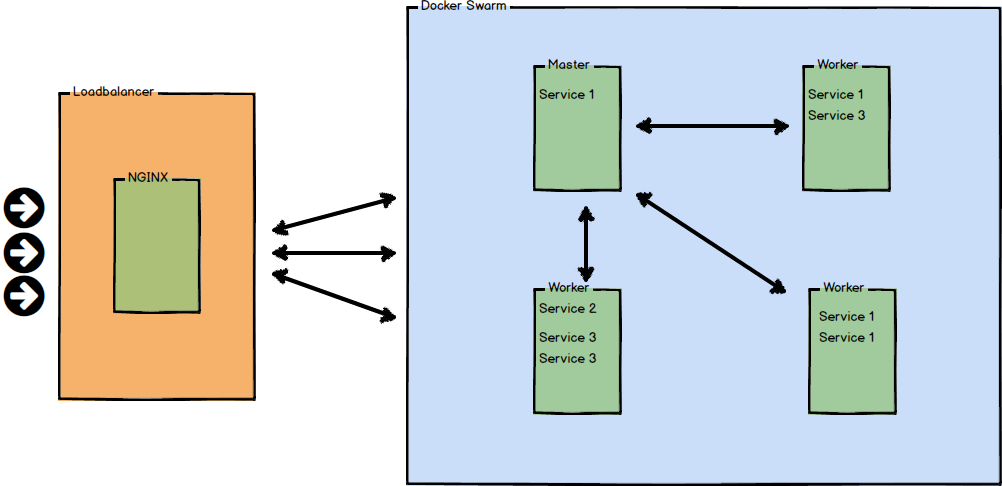 Docker Swarm
Loadbalancer
NGINX
Master
Service 1
Worker
Service 1
Service 3
Worker
Service 2
Service 3
Service 3
Worker
Service 1
Service 1